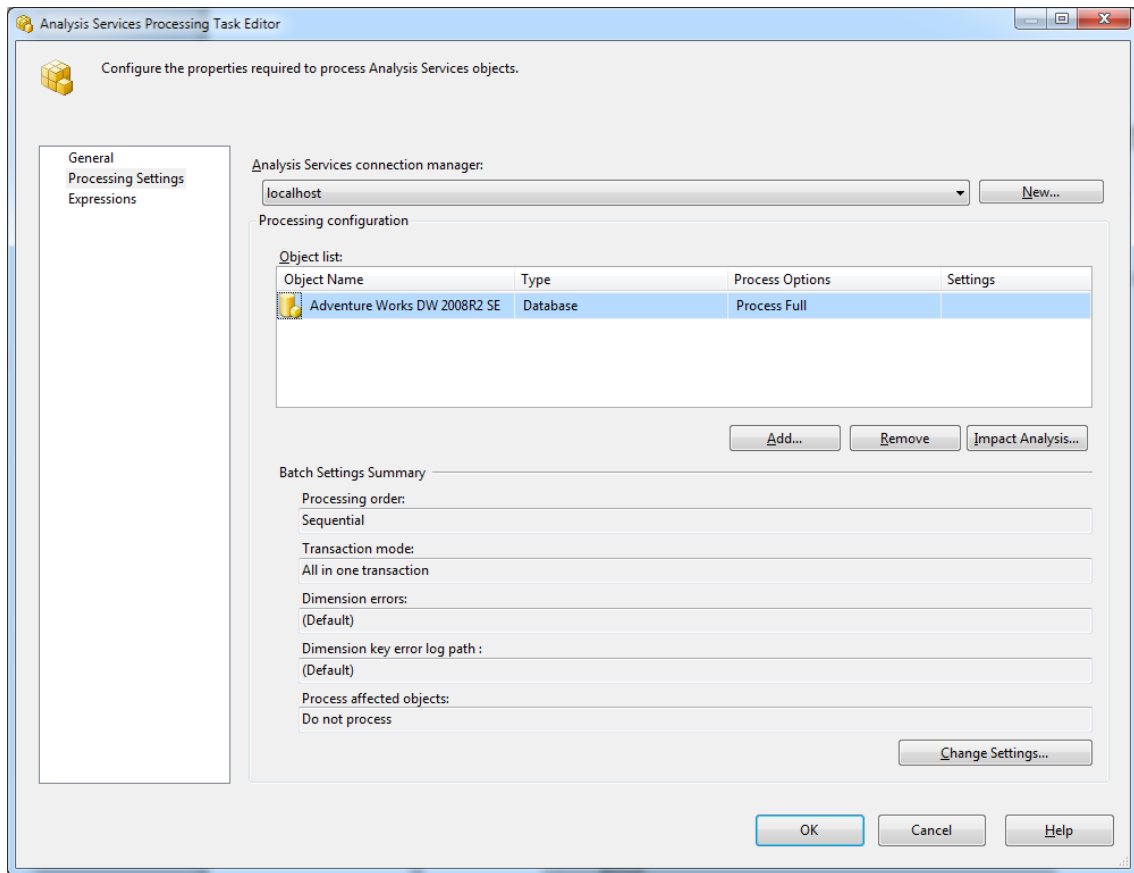 Analysis Services Processing Task Editor
Configure the properties required to process Analysis Services objects.
General
Processing Settings
Expressions
Analysis Services connection manager:
localhost
New...
Processing configuration
Object list:
Object Name Type Process Options Settings
Adventure Works DW 2008R2 SE Database Process Full
Add... Remove Impact Analysis...
Batch Settings Summary
Processing order:
Sequential
Transaction mode:
All in one transaction
Dimension errors:
(Default)
Dimension key error log path :
(Default)
Process affected objects:
Do not process
Change Settings...
OK Cancel Help